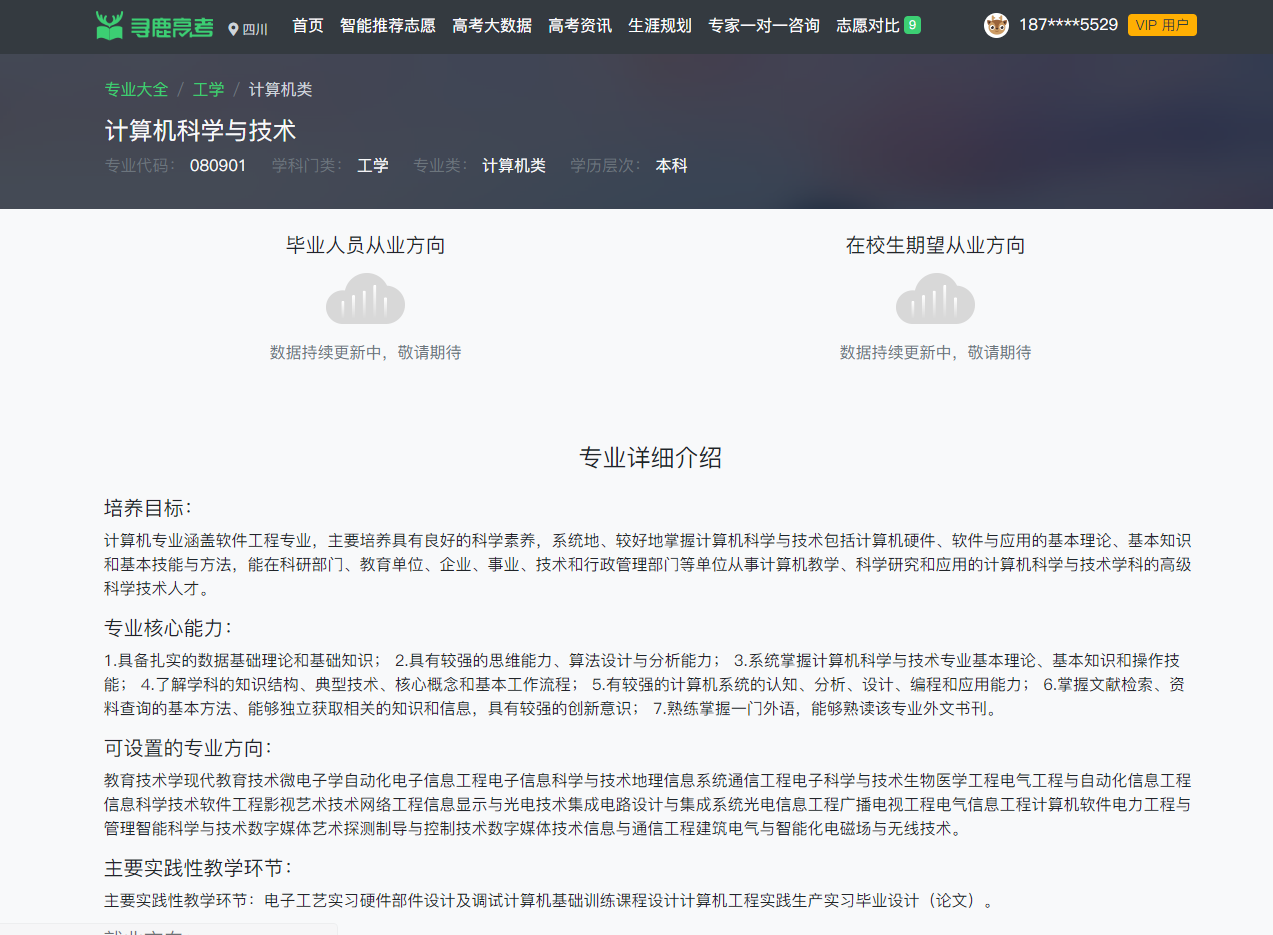 寻鹿高考 四川 首页 智能推荐志愿 高考大数据 高考资讯 生涯规划 专家一对一咨询 志愿对比 9 187****5529 VIP 用户
专业大全 / 工学 / 计算机类
计算机科学与技术
专业代码： 080901 学科门类： 工学 专业类： 计算机类 学历层次： 本科
毕业人员从业方向 在校生期望从业方向
数据持续更新中，敬请期待 数据持续更新中，敬请期待
专业详细介绍
培养目标：
计算机专业涵盖软件工程专业，主要培养具有良好的科学素养，系统地、较好地掌握计算机科学与技术包括计算机硬件、软件与应用的基本理论、基本知识
和基本技能与方法，能在科研部门、教育单位、企业、事业、技术和行政管理部门等单位从事计算机教学、科学研究和应用的计算机科学与技术学科的高级
科学技术人才。
专业核心能力：
1.具备扎实的数据基础理论和基础知识； 2.具有较强的思维能力、算法设计与分析能力； 3.系统掌握计算机科学与技术专业基本理论、基本知识和操作技
能； 4.了解学科的知识结构、典型技术、核心概念和基本工作流程； 5.有较强的计算机系统的认知、分析、设计、编程和应用能力； 6.掌握文献检索、资
料查询的基本方法、能够独立获取相关的知识和信息，具有较强的创新意识； 7.熟练掌握一门外语，能够熟读该专业外文书刊。
可设置的专业方向：
教育技术学现代教育技术微电子学自动化电子信息工程电子信息科学与技术地理信息系统通信工程电子科学与技术生物医学工程电气工程与自动化信息工程
信息科学技术软件工程影视艺术技术网络工程信息显示与光电技术集成电路设计与集成系统光电信息工程广播电视工程电气信息工程计算机软件电力工程与
管理智能科学与技术数字媒体艺术探测制导与控制技术数字媒体技术信息与通信工程建筑电气与智能化电磁场与无线技术。
主要实践性教学环节：
主要实践性教学环节：电子工艺实习硬件部件设计及调试计算机基础训练课程设计计算机工程实践生产实习毕业设计（论文）。